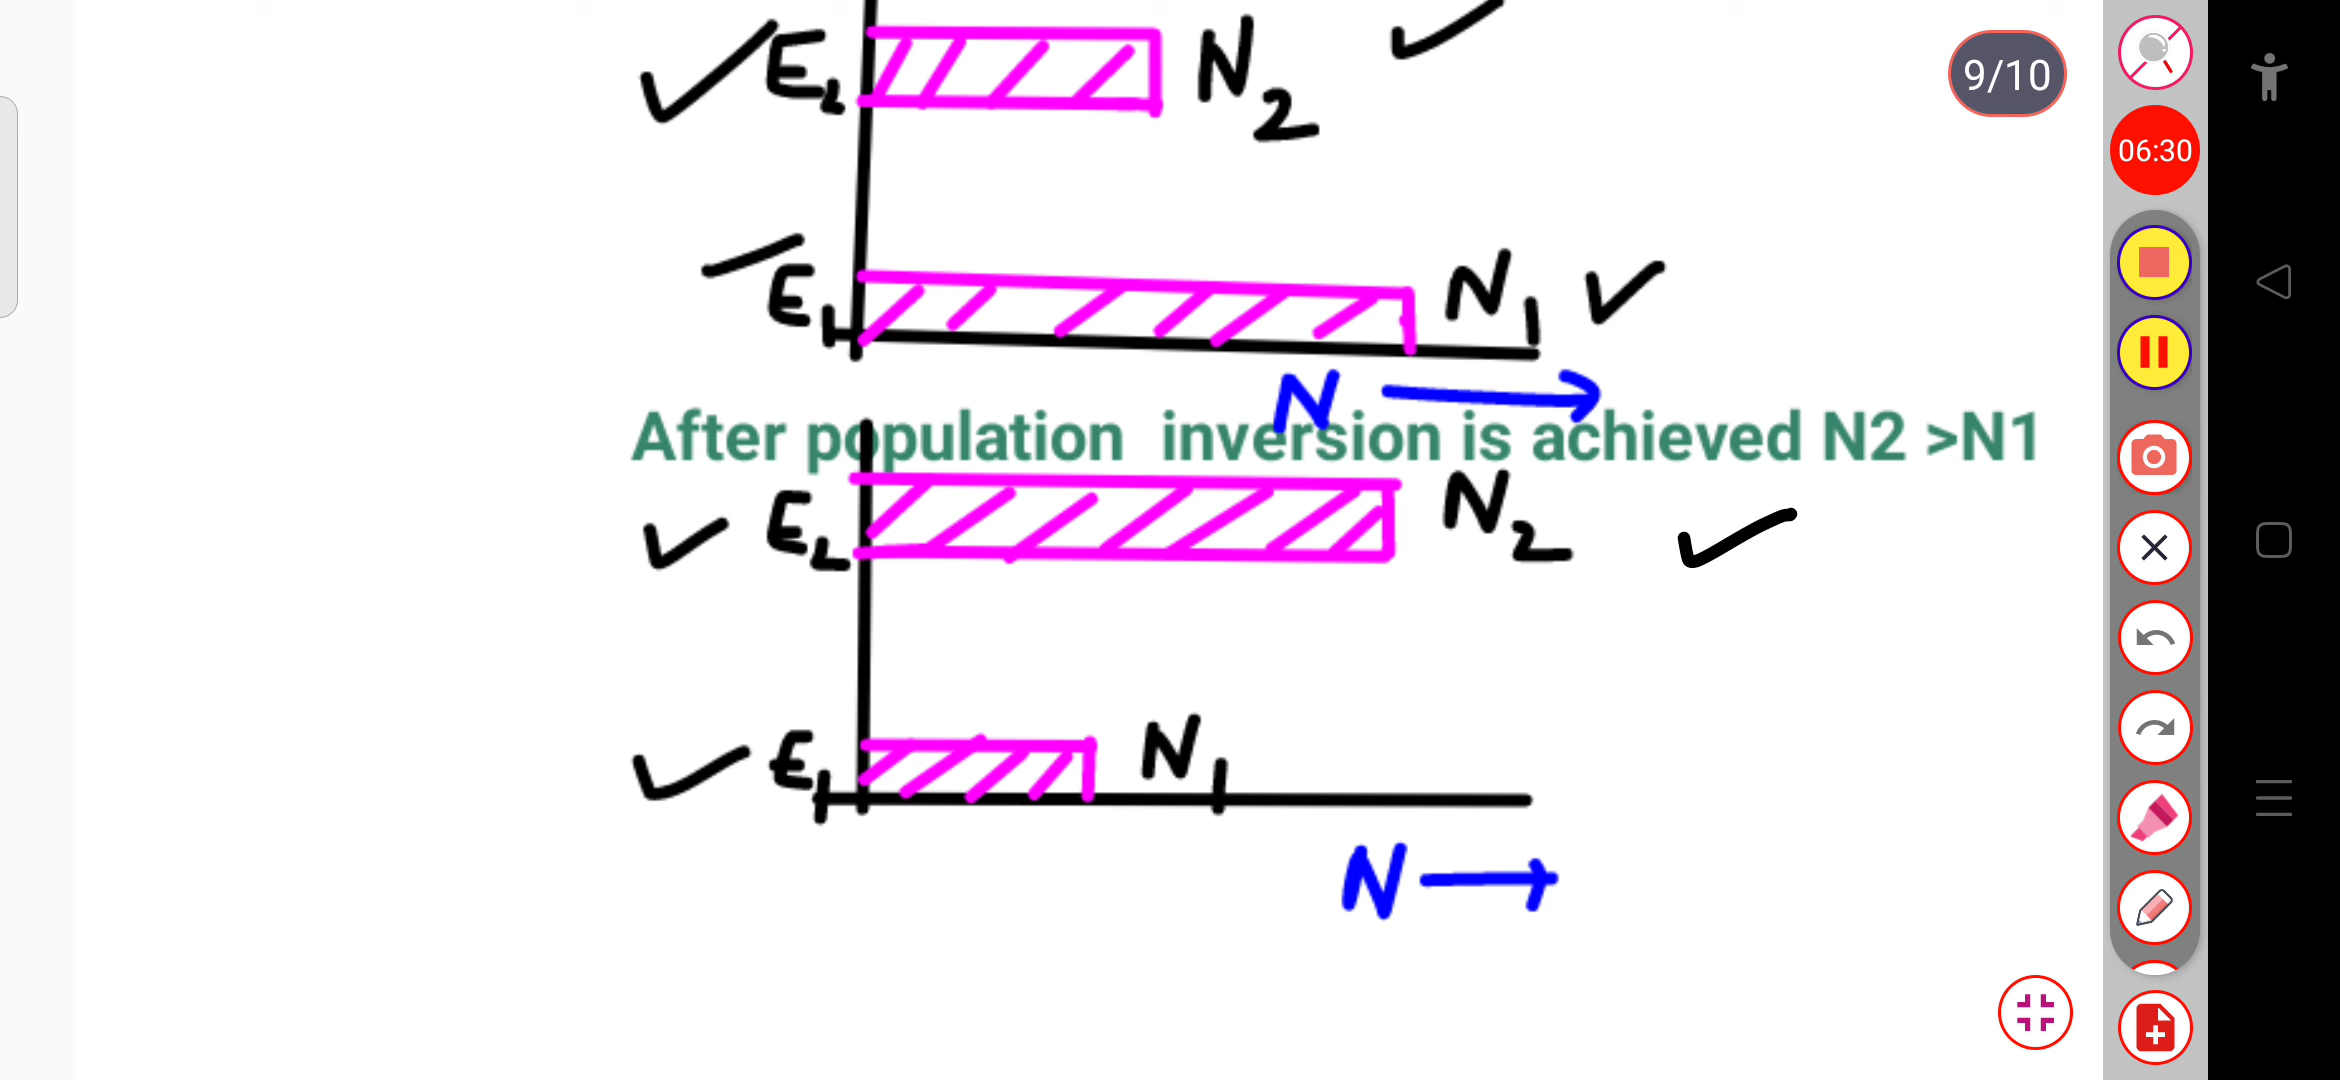 E2 N2
9/10
06:30
E1 N1
N
After population inversion is achieved N2 >N1
E2 N2
E1 N1
N